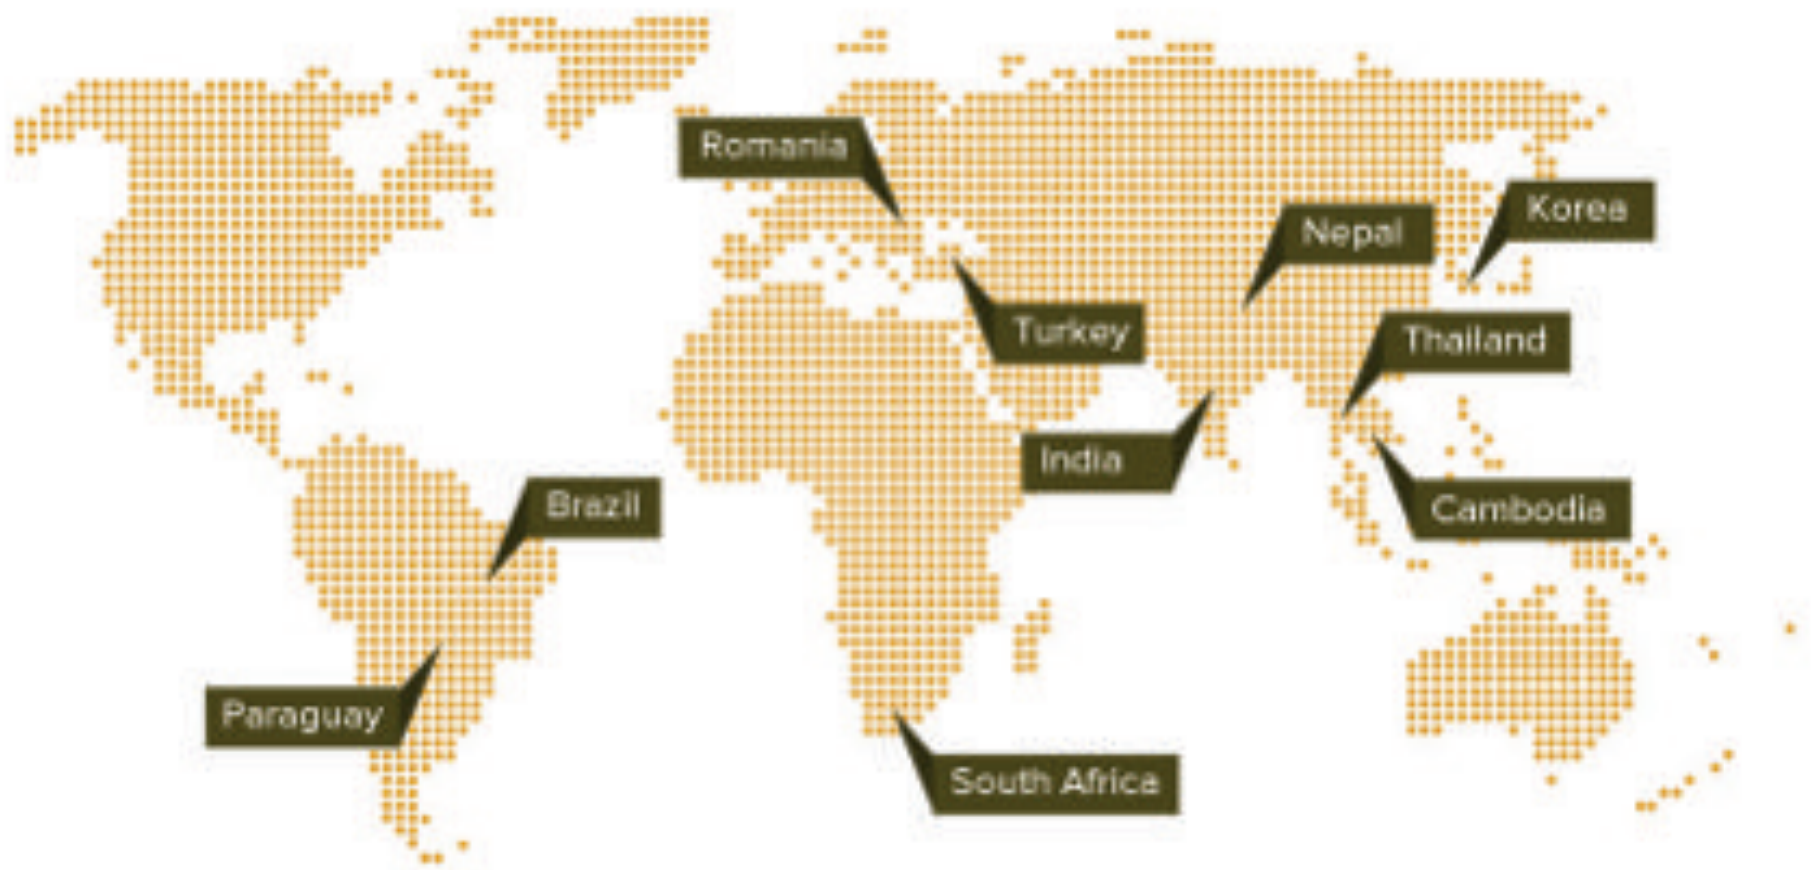 Romania
Korea
Nepal
Turkey
Thailand
India
Brazil
Cambodia
Paraguay
South Africa